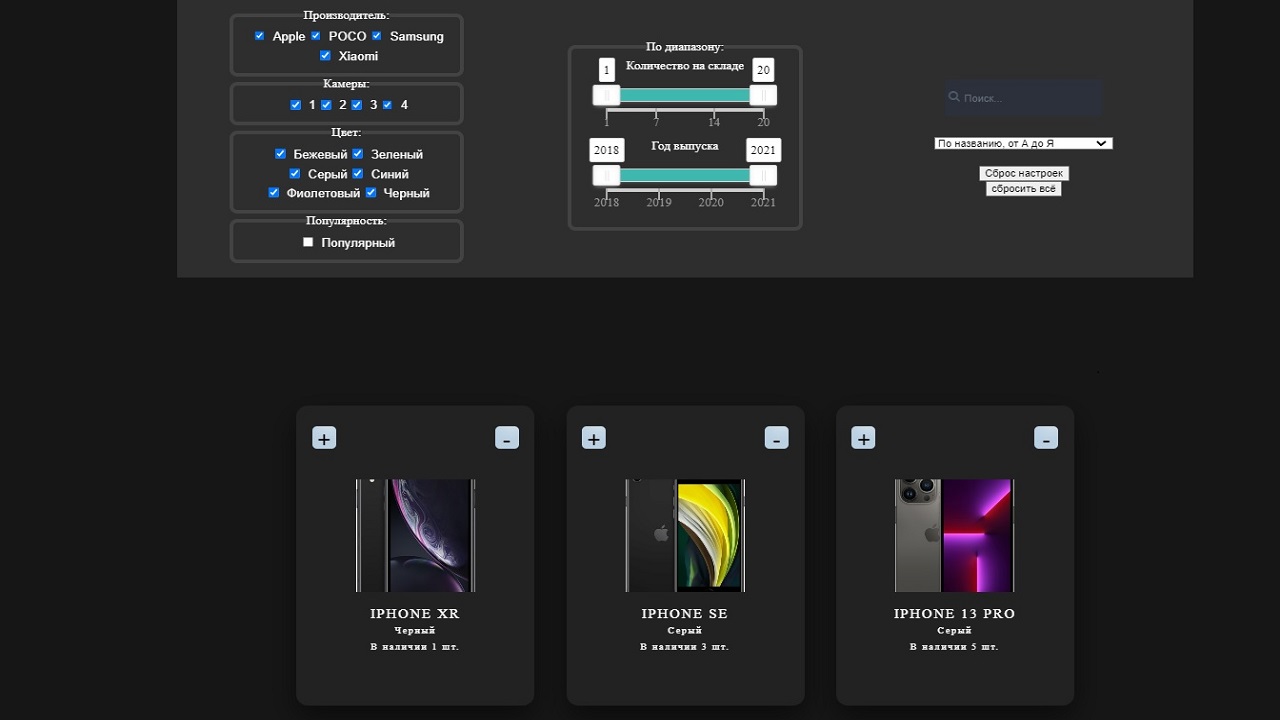 Производитель:
Apple POCO Samsung
Xiaomi
Камеры:
1 2 3 4
Цвет:
Бежевый Зеленый
Серый Синий
Фиолетовый Черный
Популярность:
Популярный
По диапазону:
1 Количество на складе 20
1 7 14 20
2018 Год выпуска 2021
2018 2019 2020 2021
Поиск...
По названию, от А до Я
Сброс настроек
сбросить всё
+ -
IPHONE XR
Черный
В наличии 1 шт.
+ -
IPHONE SE
Серый
В наличии 3 шт.
+ -
IPHONE 13 PRO
Серый
В наличии 5 шт.